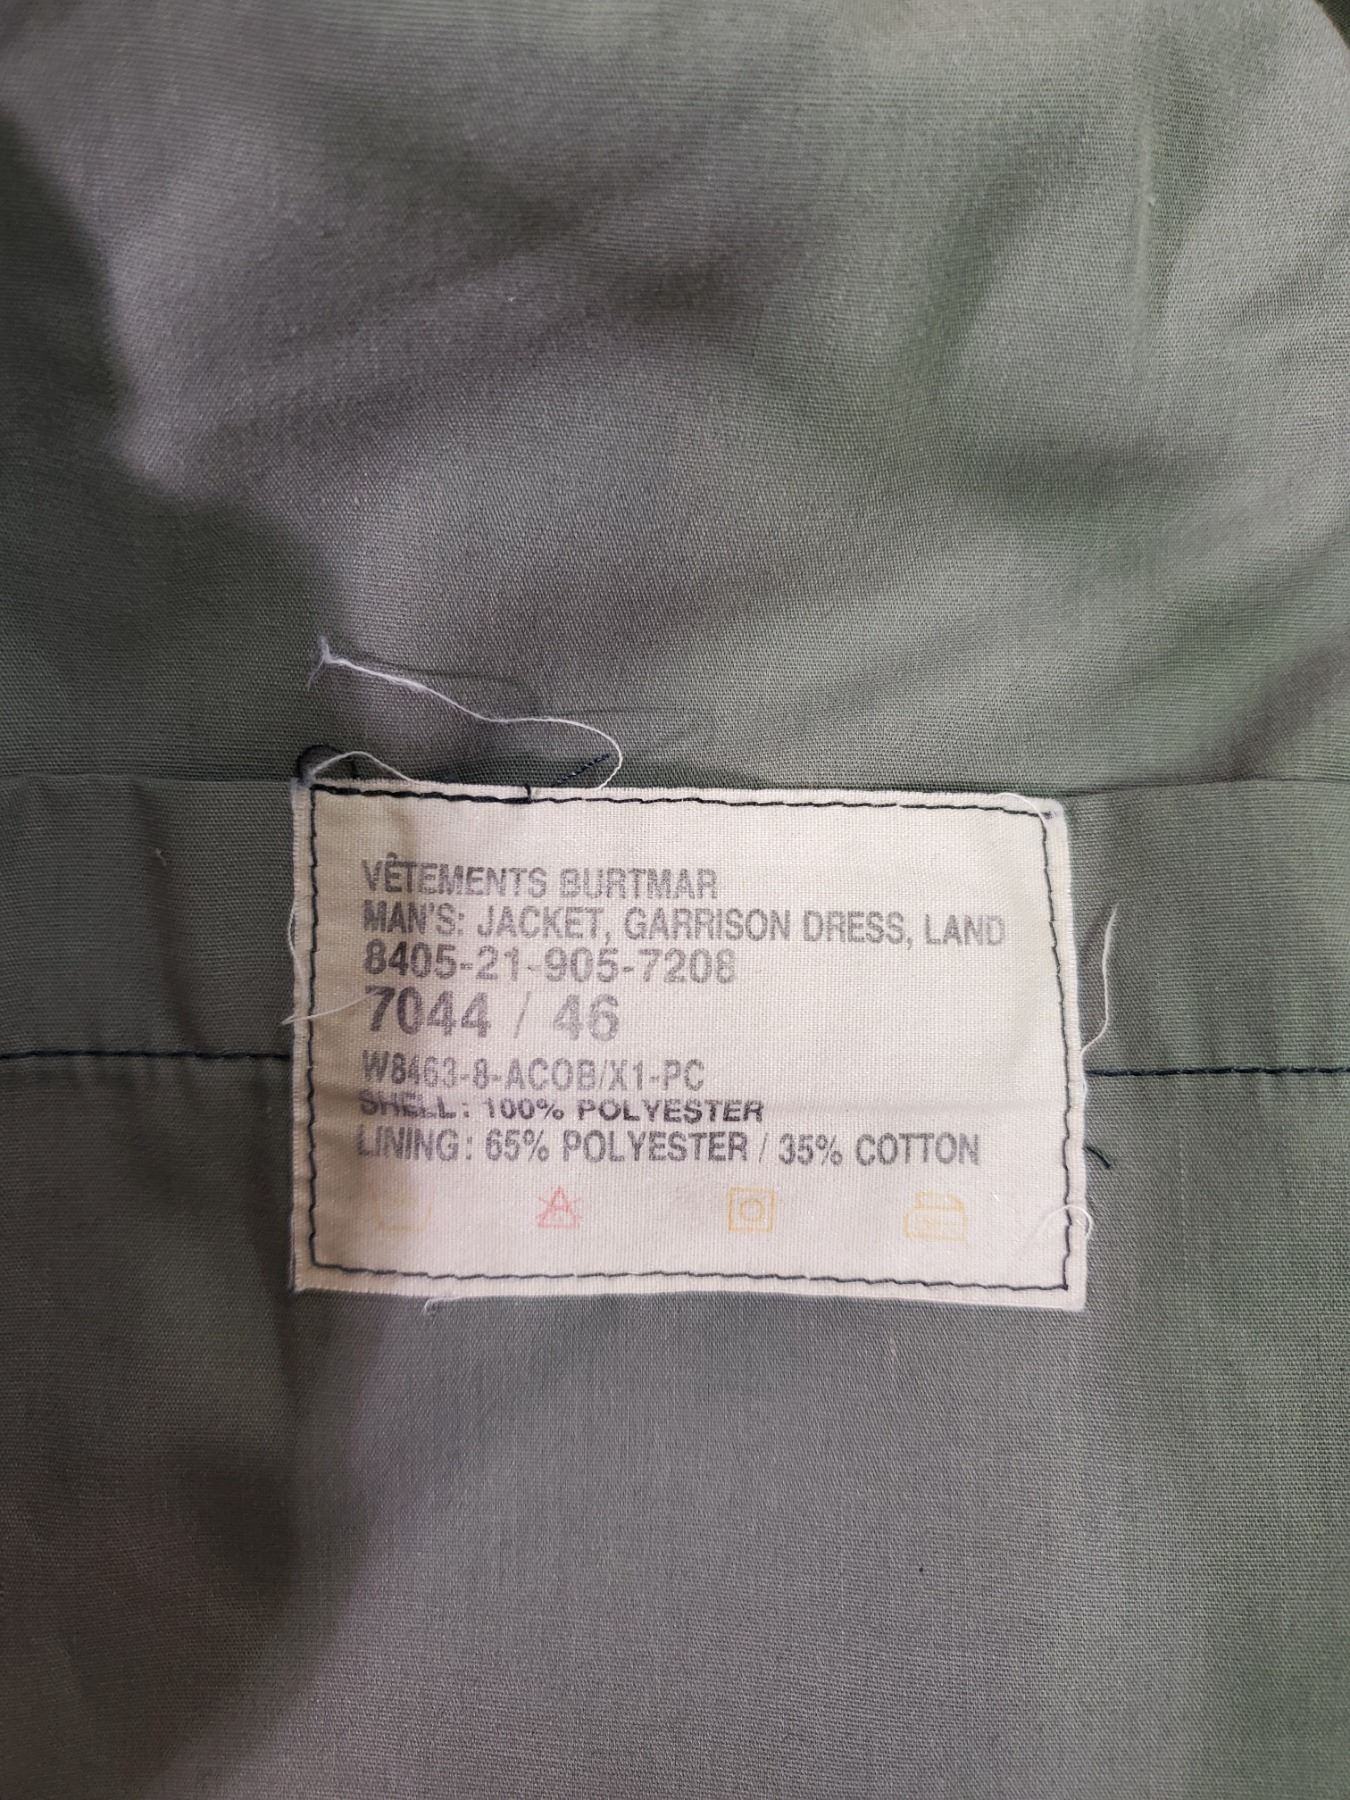 VÊTEMENTS BURTMAR
MAN'S: JACKET, GARRISON DRESS, LAND
8405-21-905-7208
7044 / 46
W8463-8-ACOB/X1-PC
SHELL: 100% POLYESTER
LINING: 65% POLYESTER / 35% COTTON